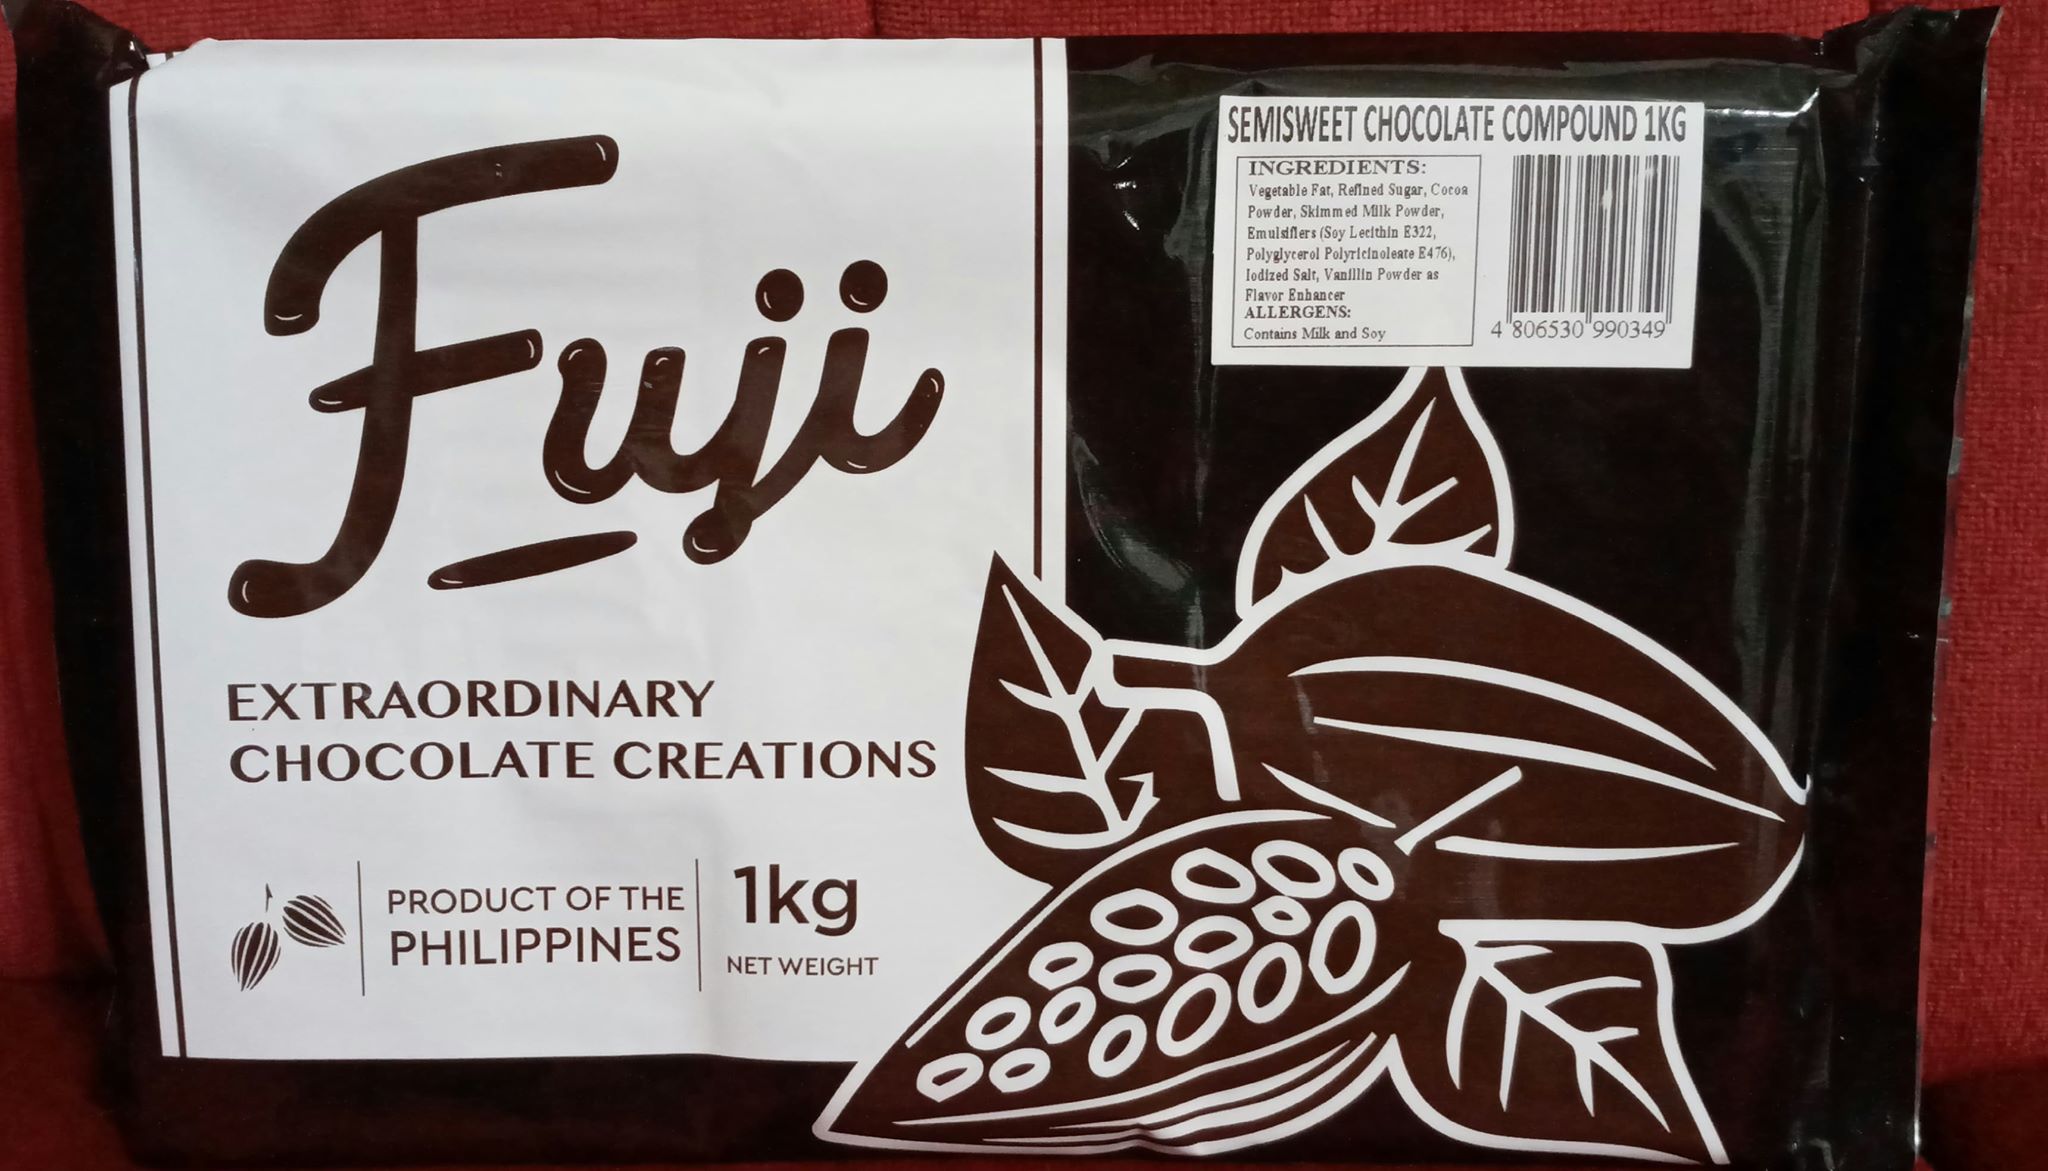 Fuji
EXTRAORDINARY
CHOCOLATE CREATIONS
PRODUCT OF THE
PHILIPPINES
1kg
NET WEIGHT
SEMISWEET CHOCOLATE COMPOUND 1KG
INGREDIENTS:
Vegetable Fat, Refined Sugar, Cocoa
Powder, Skimmed Milk Powder,
Emulsifiers (Soy Lecithin E322,
Polyglycerol Polyricinoleate E476),
Iodized Salt, Vanillin Powder as
Flavor Enhancer
ALLERGENS:
Contains Milk and Soy
4 806530 990349